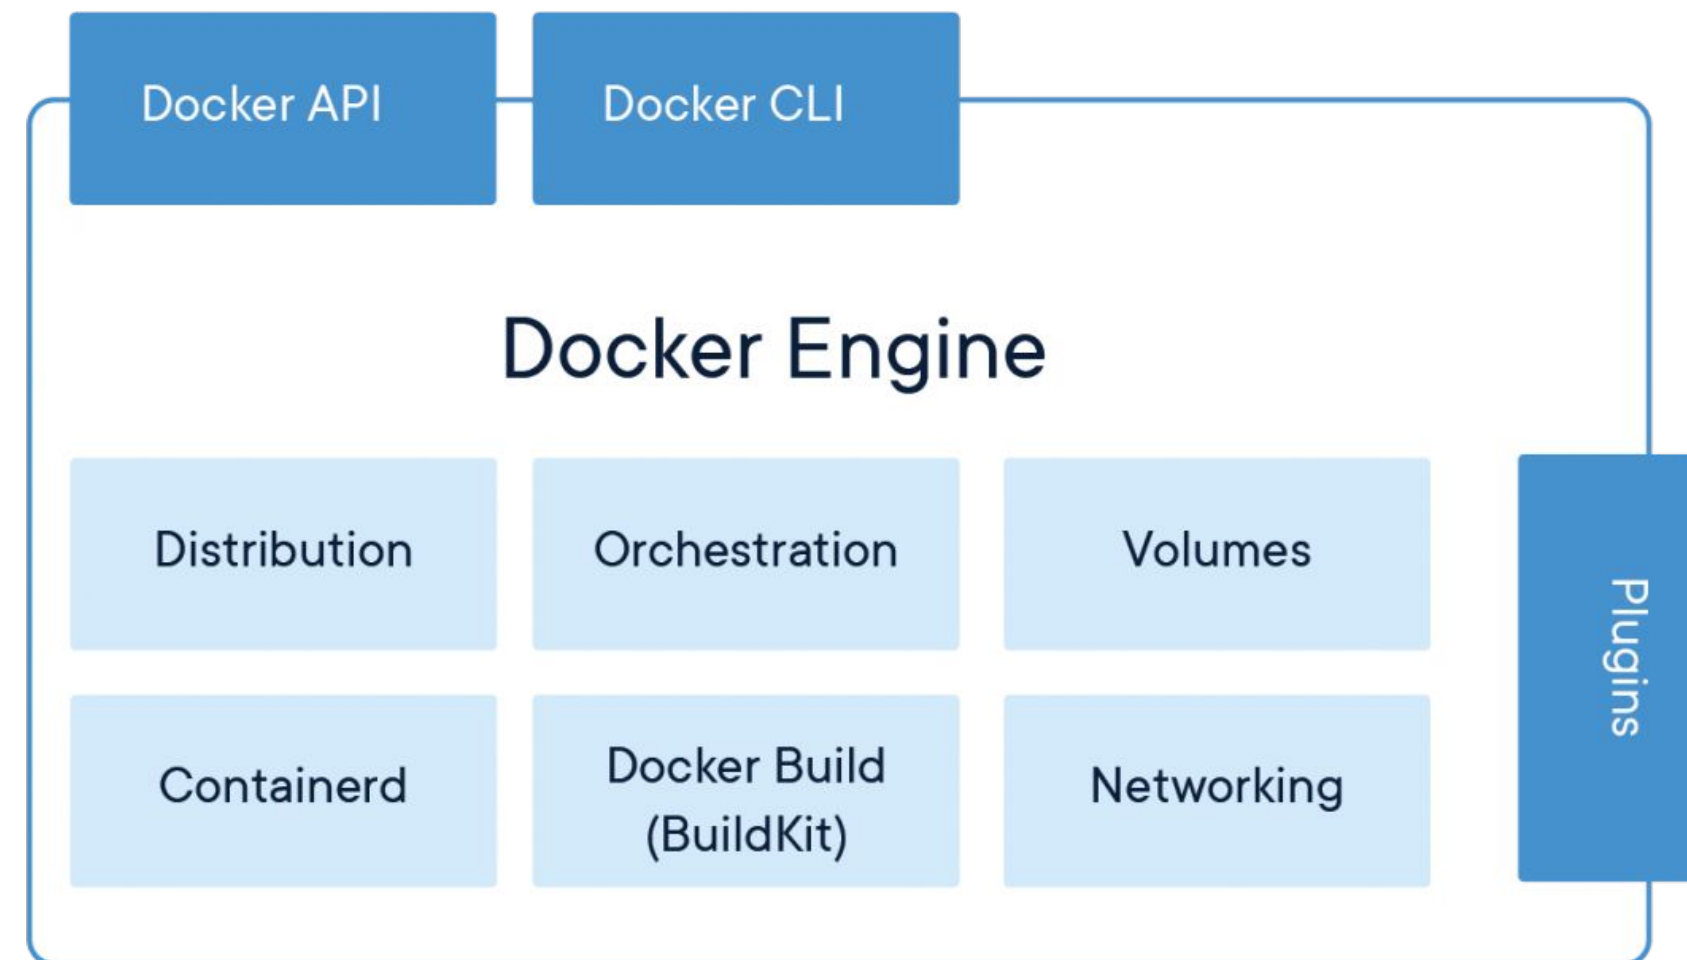 Docker API
Docker CLI
Docker Engine
Distribution
Orchestration
Volumes
Plugins
Containerd
Docker Build
(BuildKit)
Networking